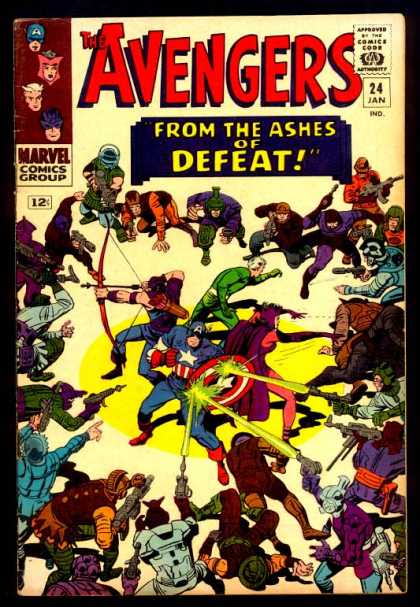 THE AVENGERS
APPROVED
BY THE
COMICS
CODE
AUTHORITY
24
JAN
IND.
"FROM THE ASHES
OF
DEFEAT!"
MARVEL
COMICS
GROUP
12¢
A